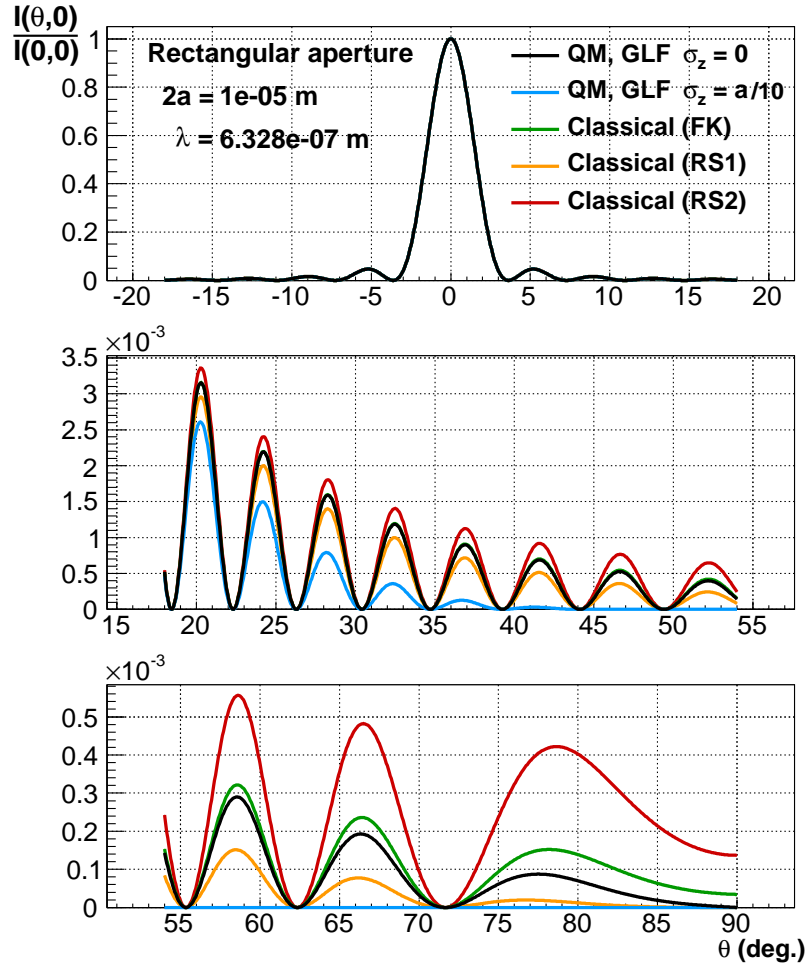 I(θ,0)
I(0,0)
Rectangular aperture
2a = 1e-05 m
λ = 6.328e-07 m
QM, GLF σz = 0
QM, GLF σz = a/10
Classical (FK)
Classical (RS1)
Classical (RS2)
1
0.8
0.6
0.4
0.2
0
-20 -15 -10 -5 0 5 10 15 20
×10⁻³
3.5
3
2.5
2
1.5
1
0.5
0
15 20 25 30 35 40 45 50 55
×10⁻³
0.5
0.4
0.3
0.2
0.1
0
55 60 65 70 75 80 85 90
θ (deg.)